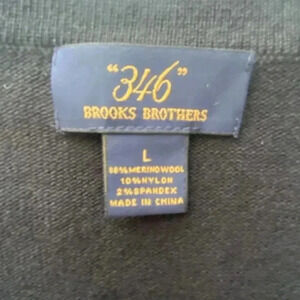 "346"
BROOKS BROTHERS
L
88% MERINO WOOL
10% NYLON
2% SPANDEX
MADE IN CHINA